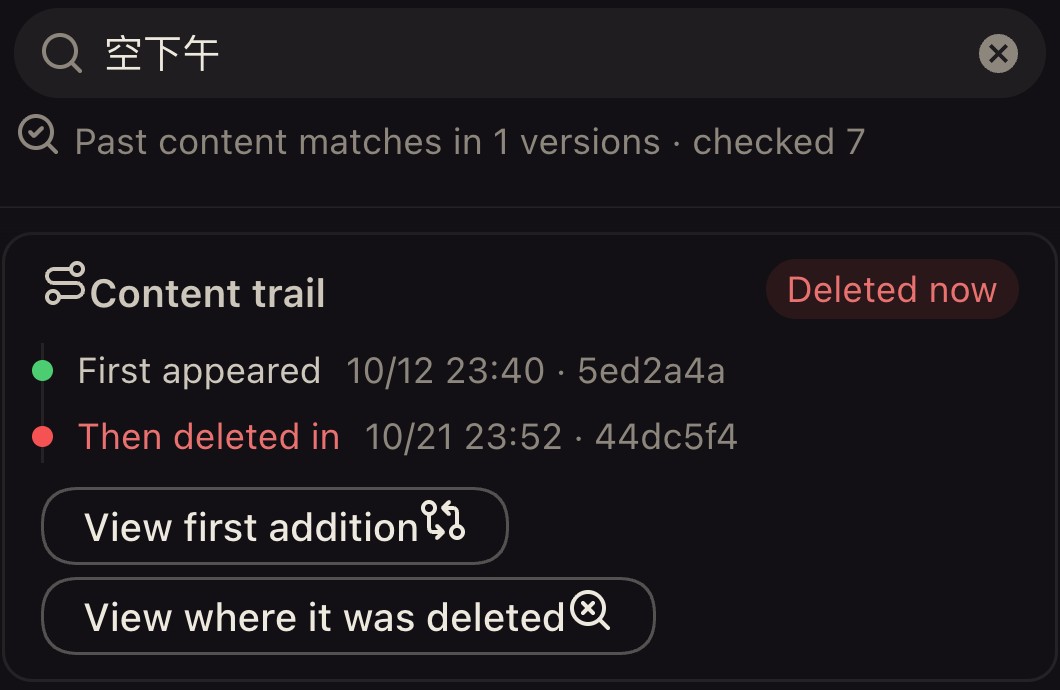 空下午
Past content matches in 1 versions · checked 7
Content trail
Deleted now
First appeared 10/12 23:40 · 5ed2a4a
Then deleted in 10/21 23:52 · 44dc5f4
View first addition
View where it was deleted